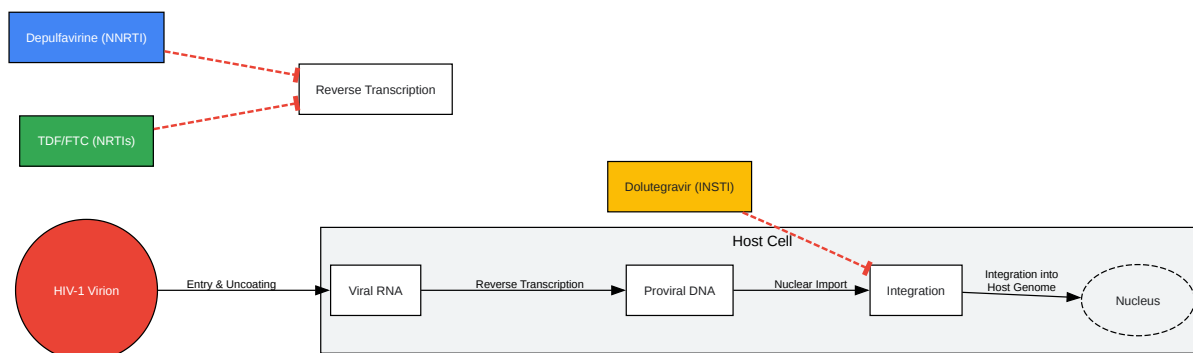 Depulfavirine (NNRTI)
Reverse Transcription
TDF/FTC (NRTIs)
Dolutegravir (INSTI)
Host Cell
HIV-1 Virion
Entry & Uncoating
Viral RNA
Reverse Transcription
Proviral DNA
Nuclear Import
Integration
Integration into
Host Genome
Nucleus